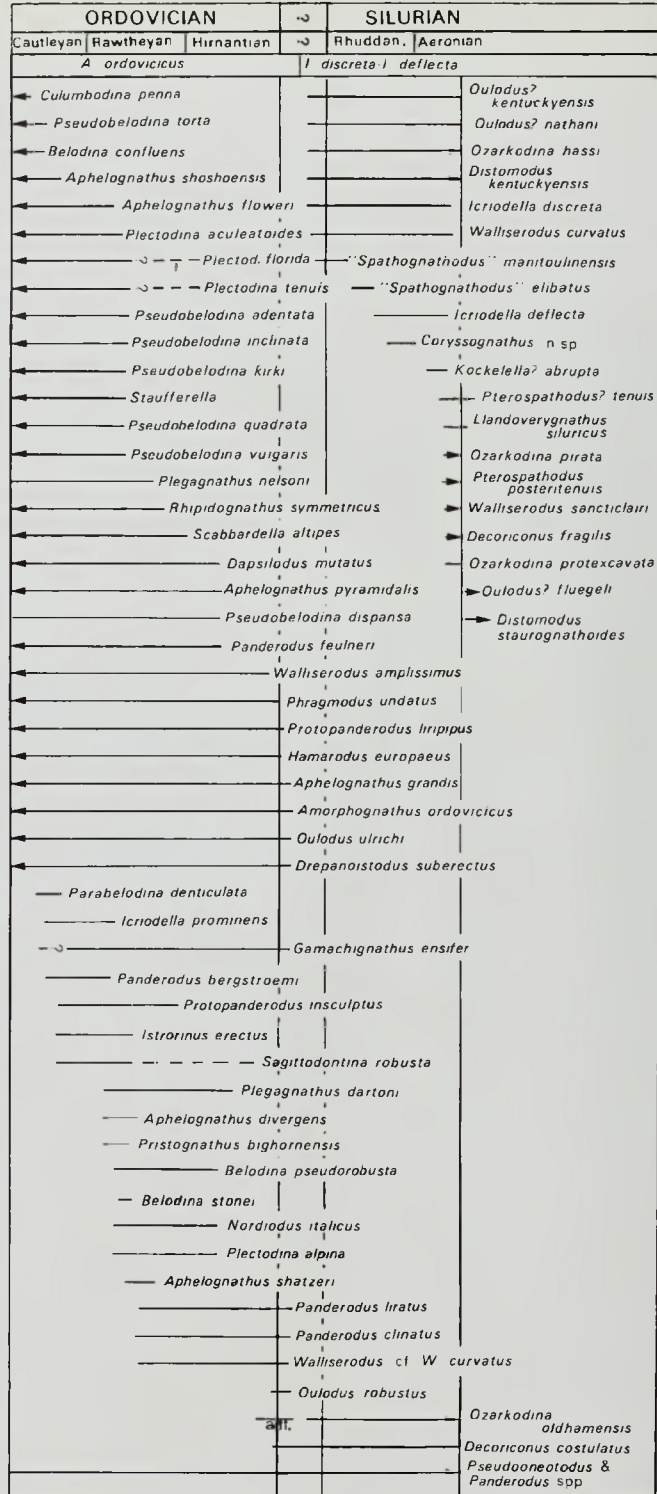 ORDOVICIAN ? SILURIAN
Cautleyan Rawtheyan Hirnantian ? Rhuddan. Aeronian
A ordovicicus I discreta-I deflecta
Culumbodina penna
Oulodus?
kentuckyensis
Pseudobelodina torta
Oulodus? nathani
Belodina confluens
Ozarkodina hassi
Aphelognathus shoshoensis
Distomodus
kentuckyensis
Aphelognathus floweri
Icriodella discreta
Plectodina aculeatoides
Walliserodus curvatus
? Plectod. florida
"Spathognathodus" manitoulinensis
? Plectodina tenuis
"Spathognathodus" elibatus
Pseudobelodina adentata
Icriodella deflecta
Pseudobelodina inclinata
Coryssognathus n sp
Pseudobelodina kirki
Kockelella? abrupta
Staufferella
Pterospathodus? tenuis
Pseudobelodina quadrata
Llandoverygnathus
siluricus
Pseudobelodina vulgaris
Ozarkodina pirata
Plegagnathus nelsoni
Pterospathodus
posteritenuis
Rhipidognathus symmetricus
Walliserodus sancticlairi
Scabbardella altipes
Decoriconus fragilis
Dapsilodus mutatus
Ozarkodina protexcavata
Aphelognathus pyramidalis
Oulodus? fluegeli
Pseudobelodina dispansa
Distomodus
staurognathoides
Panderodus feulneri
Walliserodus amplissimus
Phragmodus undatus
Protopanderodus liripipus
Hamarodus europaeus
Aphelognathus grandis
Amorphognathus ordovicicus
Oulodus ulrichi
Drepanoistodus suberectus
Parabelodina denticulata
Icriodella prominens
? Gamachignathus ensifer
Panderodus bergstroemi
Protopanderodus insculptus
Istrorinus erectus
Sagittodontina robusta
Plegagnathus dartoni
Aphelognathus divergens
Pristognathus bighornensis
Belodina pseudorobusta
Belodina stonei
Nordiodus italicus
Plectodina alpina
Aphelognathus shatzeri
Panderodus liratus
Panderodus clinatus
Walliserodus cf W curvatus
Oulodus robustus
aff.
Ozarkodina
oldhamensis
Decoriconus costulatus
Pseudooneotodus &
Panderodus spp